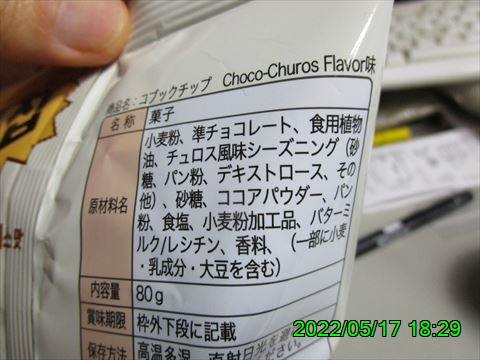 商品名:コブックチップ Choco-Churos Flavor味
名称 菓子
原材料名
小麦粉、準チョコレート、食用植物
油、チュロス風味シーズニング(砂
糖、パン粉、デキストロース、その
他)、砂糖、ココアパウダー、パン
粉、食塩、小麦粉加工品、バターミ
ルク/レシチン、香料、(一部に小麦
・乳成分・大豆を含む)
内容量 80g
賞味期限 枠外下段に記載
保存方法 高温多湿、直射日光を避
ださい。
2022/05/17 18:29